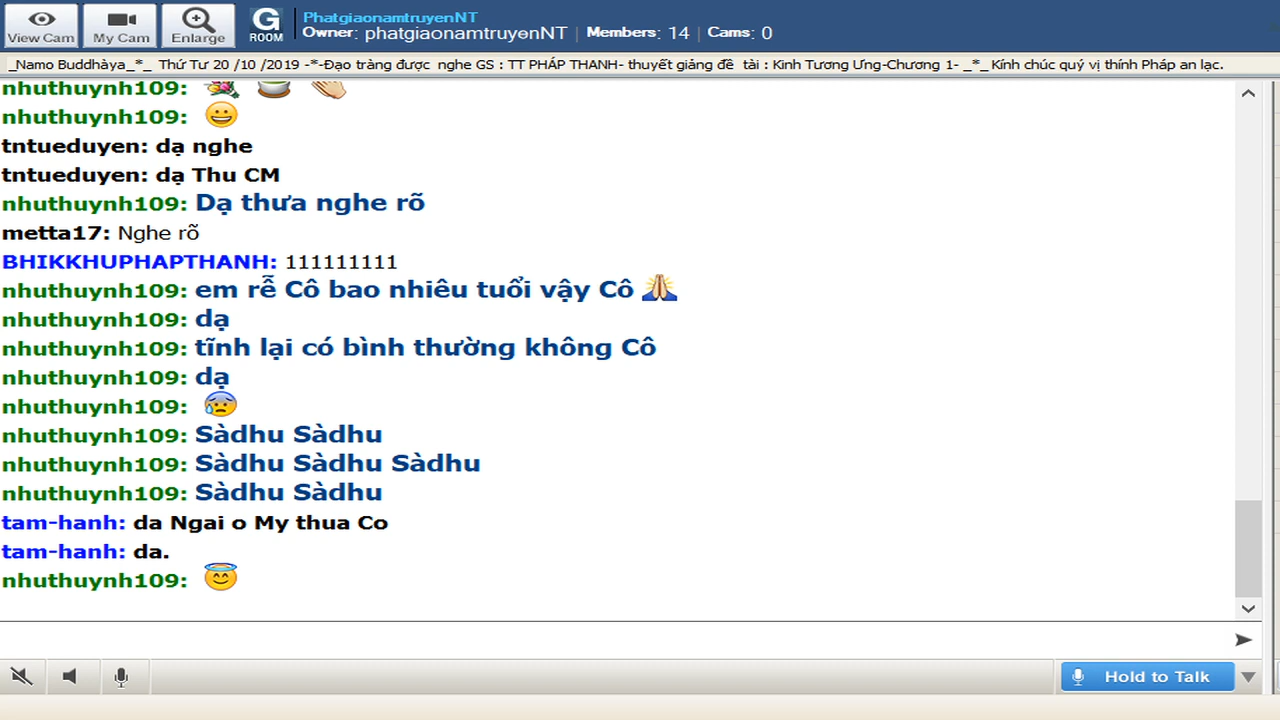 View Cam
My Cam
Enlarge
G
ROOM
PhatgiaonamtruyenNT
Owner: phatgiaonamtruyenNT | Members: 14 | Cams: 0
_Namo Buddhàya_*_ Thứ Tư 20 /10 /2019 -*-Đạo tràng được nghe GS : TT PHÁP THANH- thuyết giảng đề tài : Kinh Tương Ưng-Chương 1- _*_ Kính chúc quý vị thính Pháp an lạc.
nhuthuynh109:
nhuthuynh109:
tntueduyen: dạ nghe
tntueduyen: dạ Thu CM
nhuthuynh109: Dạ thưa nghe rõ
metta17: Nghe rõ
BHIKKHUPHAPTHANH: 111111111
nhuthuynh109: em rễ Cô bao nhiêu tuổi vậy Cô
nhuthuynh109: dạ
nhuthuynh109: tĩnh lại có bình thường không Cô
nhuthuynh109: dạ
nhuthuynh109:
nhuthuynh109: Sàdhu Sàdhu
nhuthuynh109: Sàdhu Sàdhu Sàdhu
nhuthuynh109: Sàdhu Sàdhu
tam-hanh: da Ngai o My thua Co
tam-hanh: da.
nhuthuynh109:
Hold to Talk